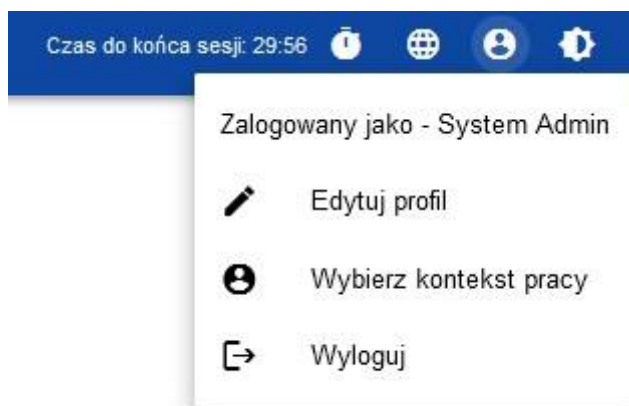 Czas do końca sesji: 29:56
Zalogowany jako - System Admin
Edytuj profil
Wybierz kontekst pracy
Wyloguj